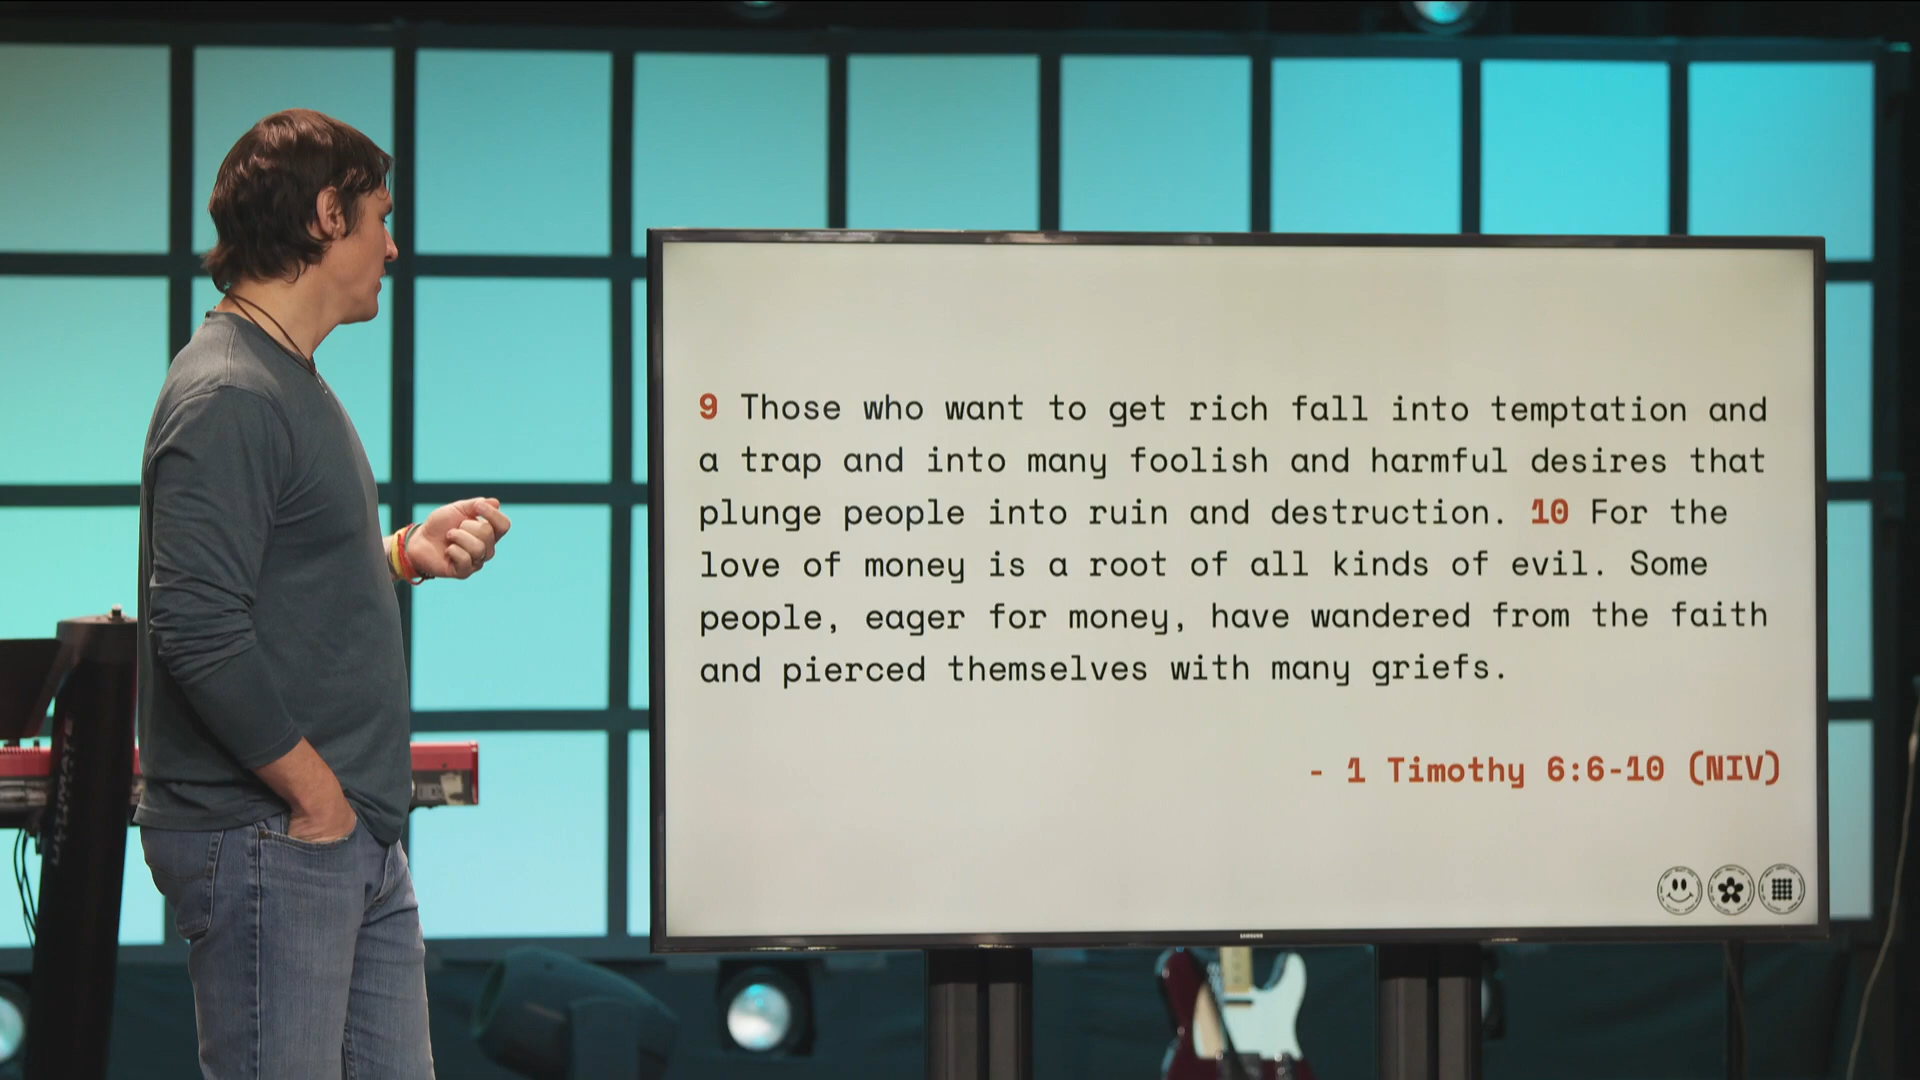 9 Those who want to get rich fall into temptation and
a trap and into many foolish and harmful desires that
plunge people into ruin and destruction. 10 For the
love of money is a root of all kinds of evil. Some
people, eager for money, have wandered from the faith
and pierced themselves with many griefs.
- 1 Timothy 6:6-10 (NIV)
SAMSUNG
ULTIMATE